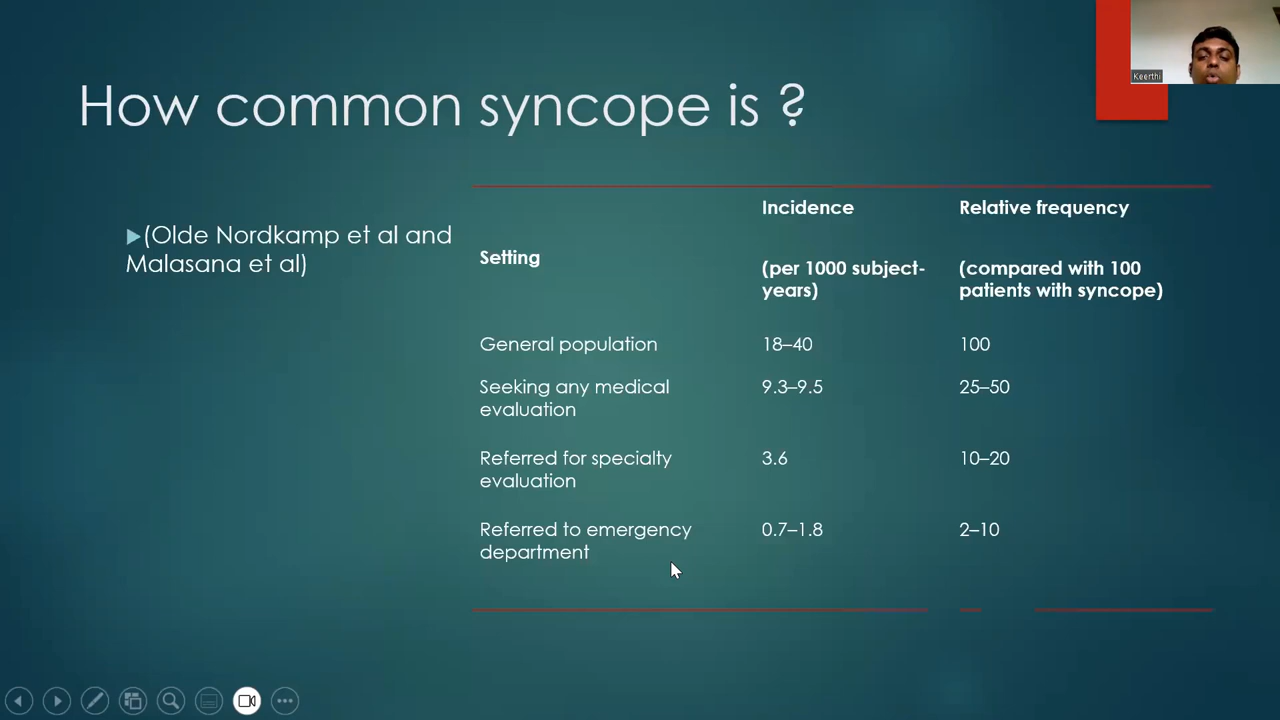 Keerthi
How common syncope is ?
(Olde Nordkamp et al and
Malasana et al)
Setting
Incidence
(per 1000 subject-
years)
Relative frequency
(compared with 100
patients with syncope)
General population
18–40
100
Seeking any medical
evaluation
9.3–9.5
25–50
Referred for specialty
evaluation
3.6
10–20
Referred to emergency
department
0.7–1.8
2–10